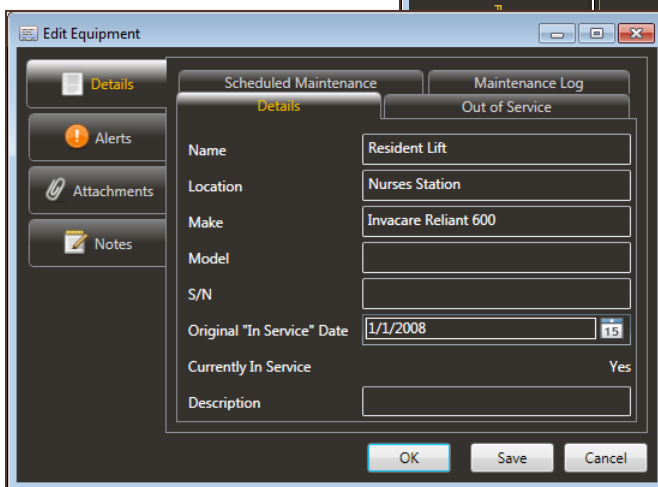 Edit Equipment
Details
Alerts
Attachments
Notes
Scheduled Maintenance
Maintenance Log
Details
Out of Service
Name Resident Lift
Location Nurses Station
Make Invacare Reliant 600
Model
S/N
Original "In Service" Date 1/1/2008 15
Currently In Service Yes
Description
OK Save Cancel